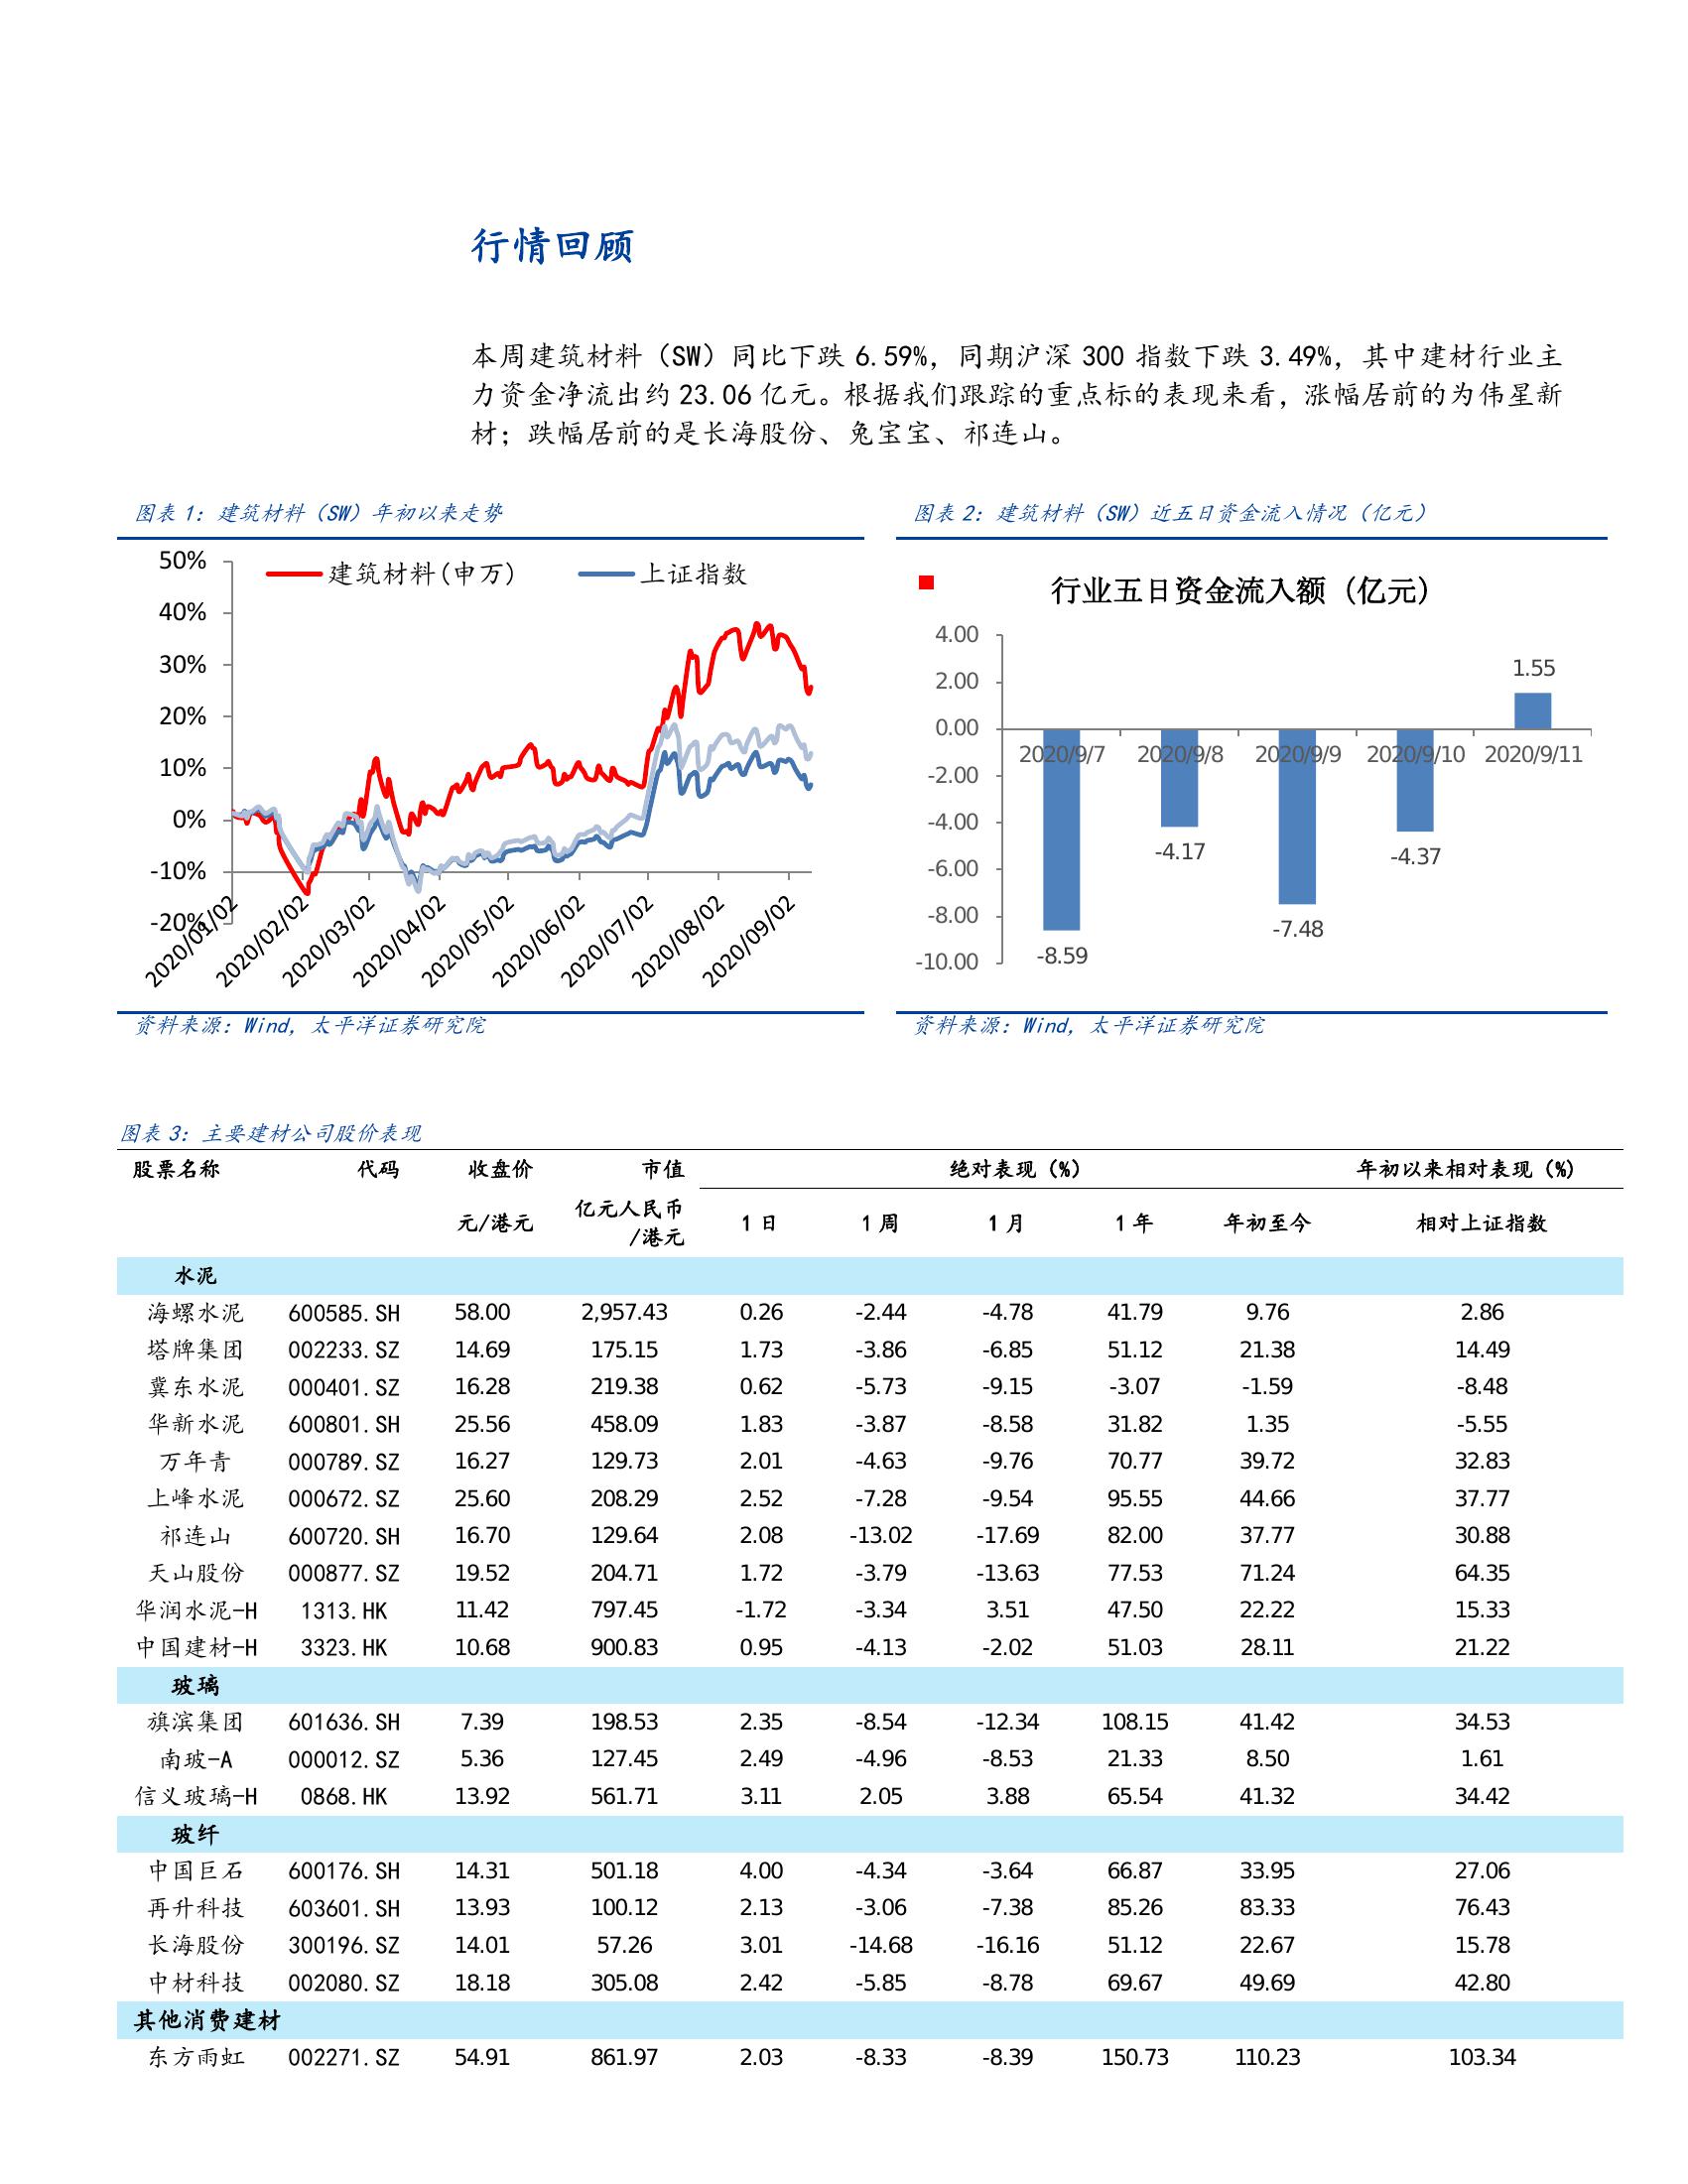 行情回顾
本周建筑材料（SW）同比下跌 6.59%，同期沪深 300 指数下跌 3.49%，其中建材行业主
力资金净流出约 23.06 亿元。根据我们跟踪的重点标的表现来看，涨幅居前的为伟星新
材；跌幅居前的是长海股份、兔宝宝、祁连山。
图表 1：建筑材料（SW）年初以来走势
50%
40%
30%
20%
10%
0%
-10%
-20%
建筑材料(申万)
上证指数
2020/01/02
2020/02/02
2020/03/02
2020/04/02
2020/05/02
2020/06/02
2020/07/02
2020/08/02
2020/09/02
资料来源：Wind，太平洋证券研究院
图表 2：建筑材料（SW）近五日资金流入情况（亿元）
行业五日资金流入额（亿元）
4.00
2.00
0.00
-2.00
-4.00
-6.00
-8.00
-10.00
2020/9/7 2020/9/8 2020/9/9 2020/9/10 2020/9/11
-8.59
-4.17
-7.48
-4.37
1.55
资料来源：Wind，太平洋证券研究院
图表 3：主要建材公司股价表现
股票名称 代码 收盘价 市值 绝对表现（%） 年初以来相对表现（%）
元/港元 亿元人民币/港元 1 日 1 周 1 月 1 年 年初至今 相对上证指数
水泥
海螺水泥 600585.SH 58.00 2,957.43 0.26 -2.44 -4.78 41.79 9.76 2.86
塔牌集团 002233.SZ 14.69 175.15 1.73 -3.86 -6.85 51.12 21.38 14.49
冀东水泥 000401.SZ 16.28 219.38 0.62 -5.73 -9.15 -3.07 -1.59 -8.48
华新水泥 600801.SH 25.56 458.09 1.83 -3.87 -8.58 31.82 1.35 -5.55
万年青 000789.SZ 16.27 129.73 2.01 -4.63 -9.76 70.77 39.72 32.83
上峰水泥 000672.SZ 25.60 208.29 2.52 -7.28 -9.54 95.55 44.66 37.77
祁连山 600720.SH 16.70 129.64 2.08 -13.02 -17.69 82.00 37.77 30.88
天山股份 000877.SZ 19.52 204.71 1.72 -3.79 -13.63 77.53 71.24 64.35
华润水泥-H 1313.HK 11.42 797.45 -1.72 -3.34 3.51 47.50 22.22 15.33
中国建材-H 3323.HK 10.68 900.83 0.95 -4.13 -2.02 51.03 28.11 21.22
玻璃
旗滨集团 601636.SH 7.39 198.53 2.35 -8.54 -12.34 108.15 41.42 34.53
南玻-A 000012.SZ 5.36 127.45 2.49 -4.96 -8.53 21.33 8.50 1.61
信义玻璃-H 0868.HK 13.92 561.71 3.11 2.05 3.88 65.54 41.32 34.42
玻纤
中国巨石 600176.SH 14.31 501.18 4.00 -4.34 -3.64 66.87 33.95 27.06
再升科技 603601.SH 13.93 100.12 2.13 -3.06 -7.38 85.26 83.33 76.43
长海股份 300196.SZ 14.01 57.26 3.01 -14.68 -16.16 51.12 22.67 15.78
中材科技 002080.SZ 18.18 305.08 2.42 -5.85 -8.78 69.67 49.69 42.80
其他消费建材
东方雨虹 002271.SZ 54.91 861.97 2.03 -8.33 -8.39 150.73 110.23 103.34